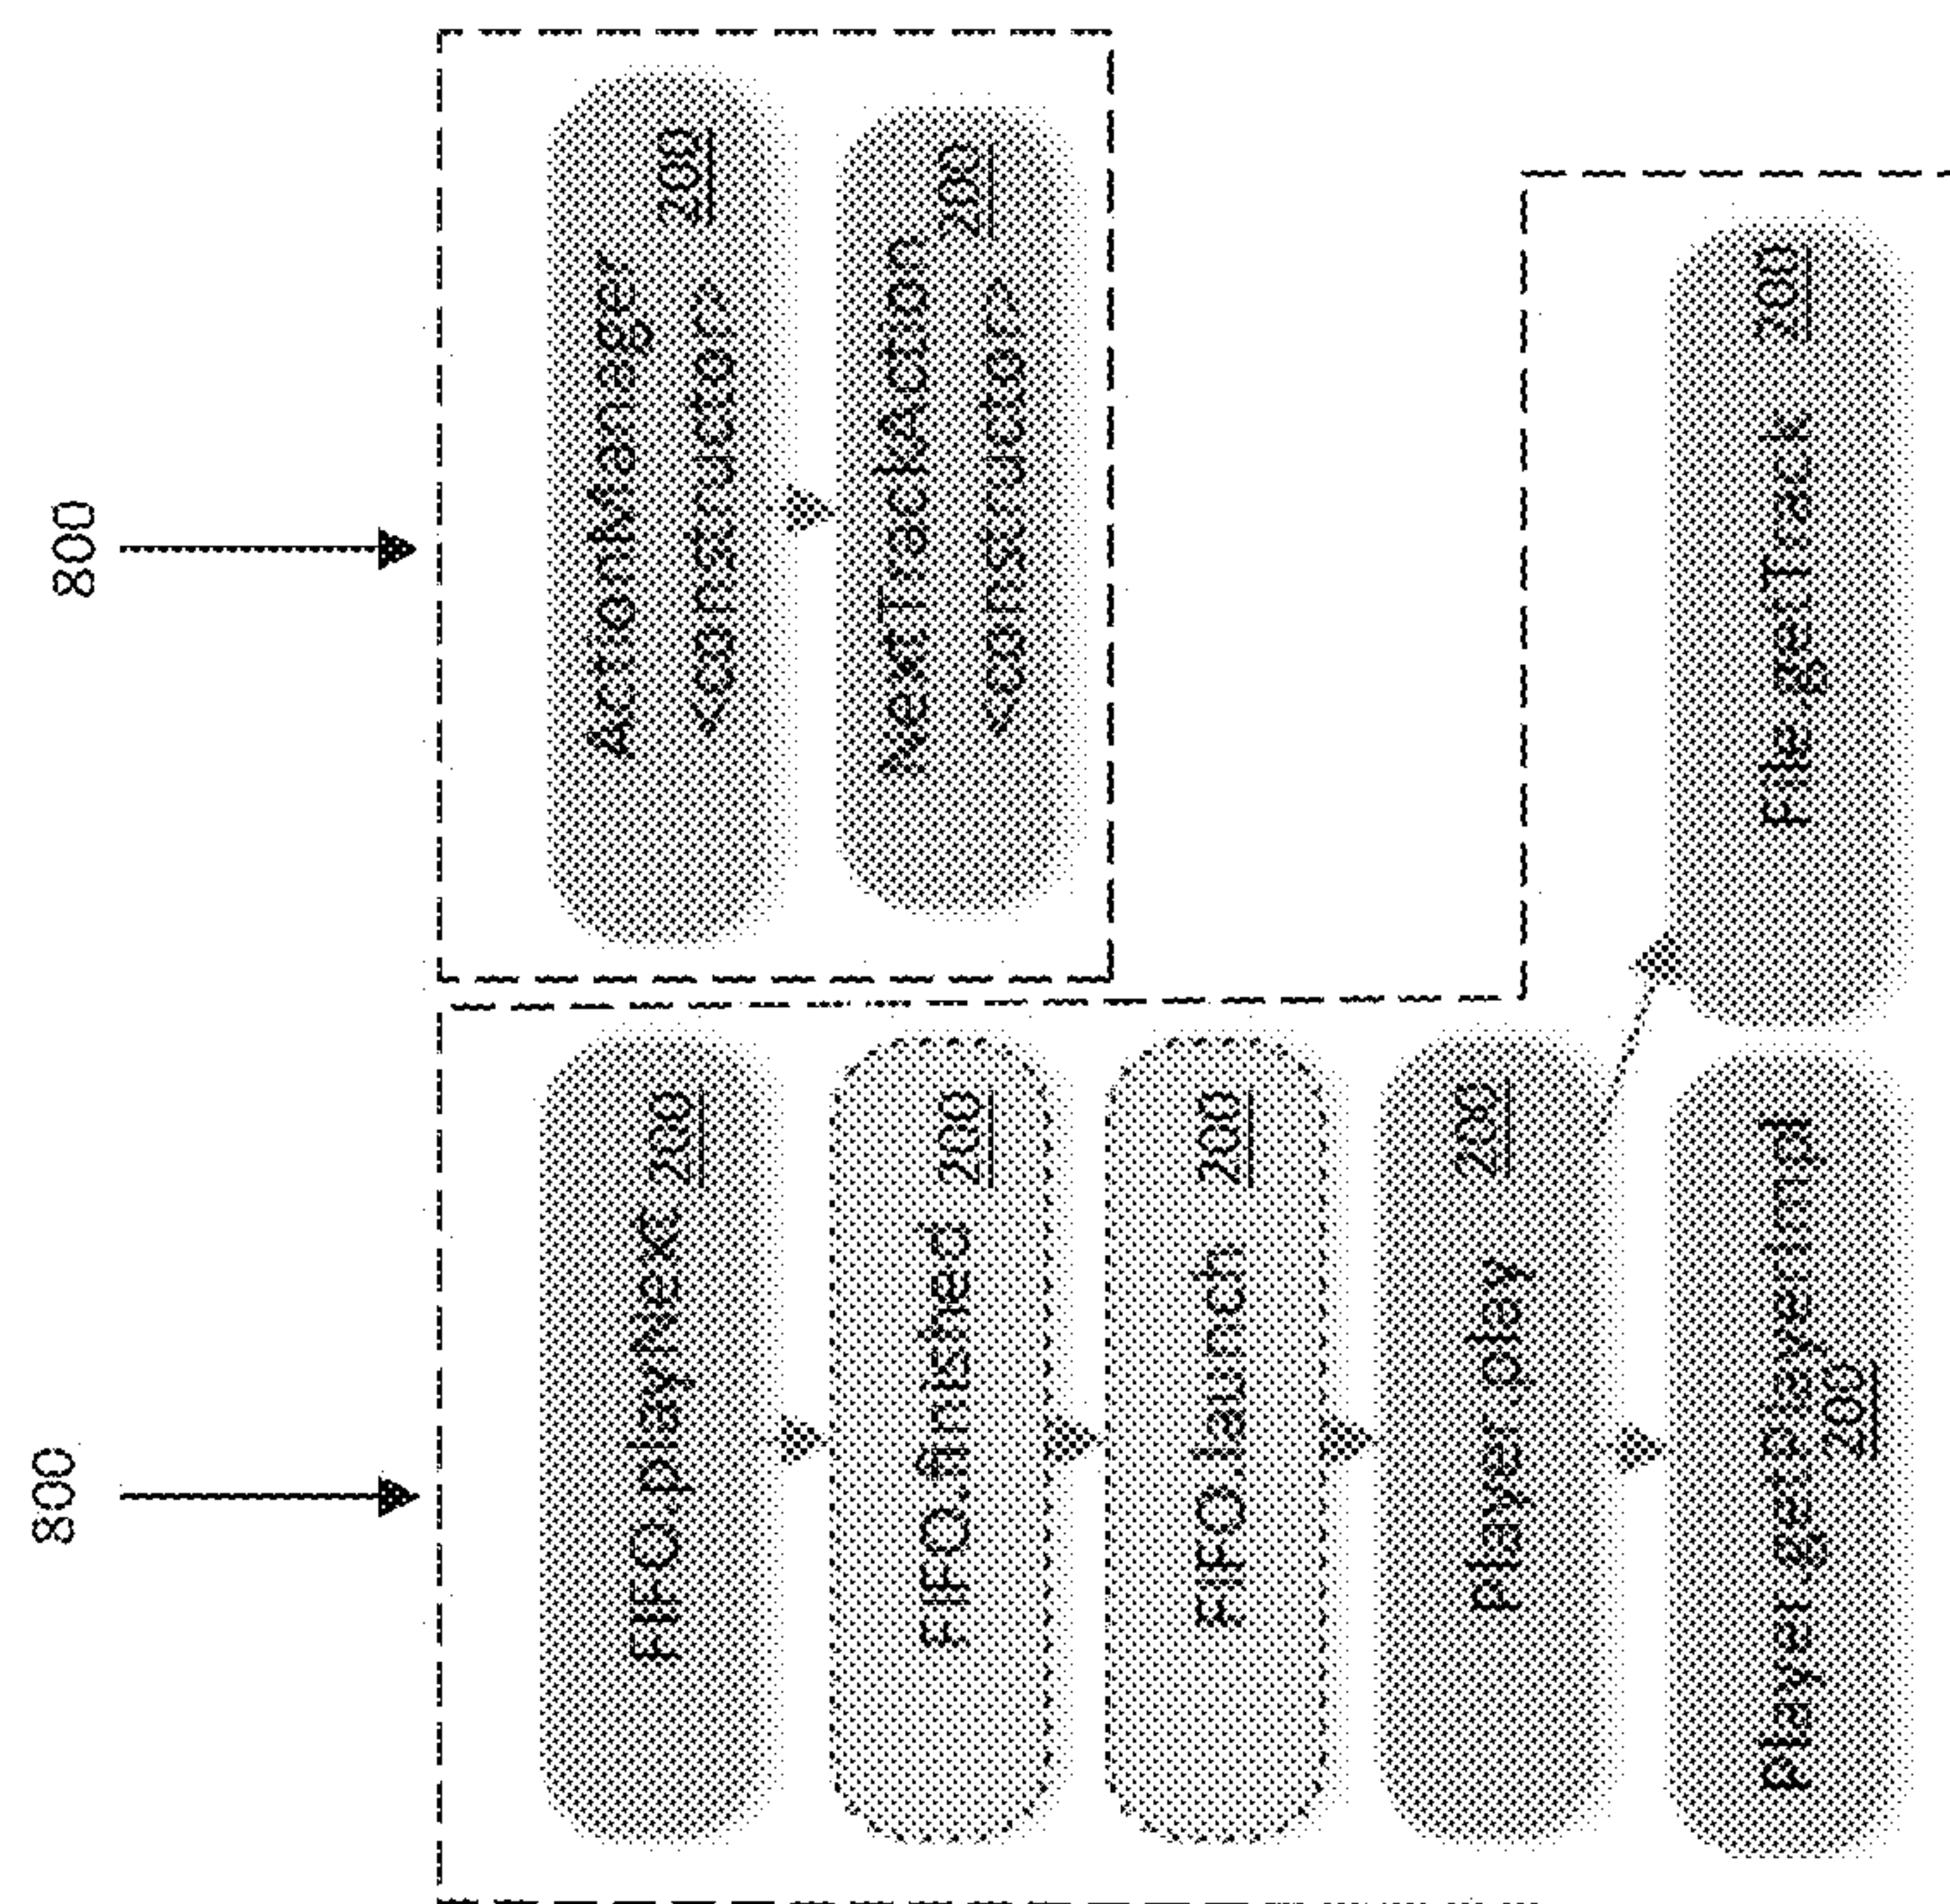 800
FIFO.playNext 200
FIFO.finished 200
FIFO.launch 200
Player.play 200
Player.getPlayerImpl
200
800
ActionManager
<constructor> 200
NextTrackAction
<constructor> 200
File.getTrack 200